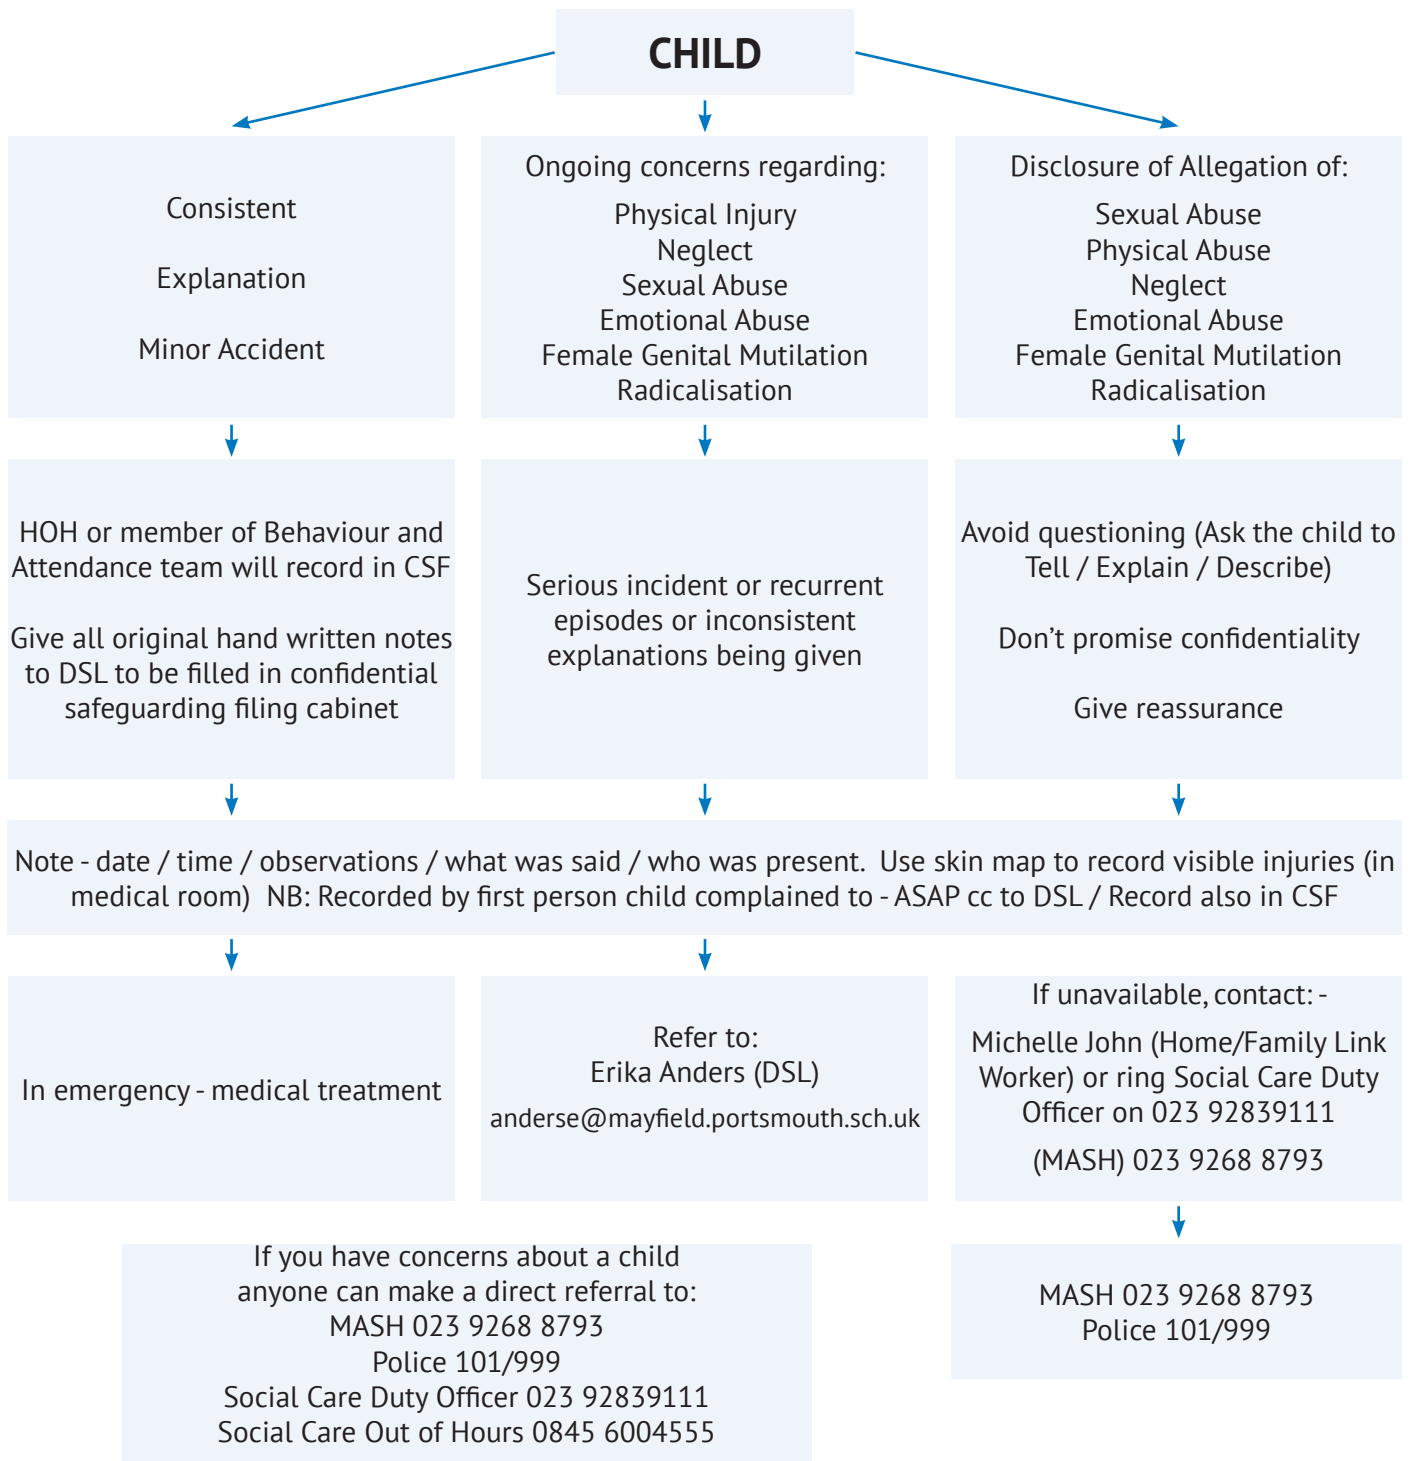 CHILD
Consistent
Explanation
Minor Accident
Ongoing concerns regarding:
Physical Injury
Neglect
Sexual Abuse
Emotional Abuse
Female Genital Mutilation
Radicalisation
Disclosure of Allegation of:
Sexual Abuse
Physical Abuse
Neglect
Emotional Abuse
Female Genital Mutilation
Radicalisation
HOH or member of Behaviour and
Attendance team will record in CSF
Give all original hand written notes
to DSL to be filled in confidential
safeguarding filing cabinet
Serious incident or recurrent
episodes or inconsistent
explanations being given
Avoid questioning (Ask the child to
Tell / Explain / Describe)
Don’t promise confidentiality
Give reassurance
Note - date / time / observations / what was said / who was present.  Use skin map to record visible injuries (in
medical room)  NB: Recorded by first person child complained to - ASAP cc to DSL / Record also in CSF
In emergency - medical treatment
Refer to:
Erika Anders (DSL)
anderse@mayfield.portsmouth.sch.uk
If unavailable, contact: -
Michelle John (Home/Family Link
Worker) or ring Social Care Duty
Officer on 023 92839111
(MASH) 023 9268 8793
If you have concerns about a child
anyone can make a direct referral to:
MASH 023 9268 8793
Police 101/999
Social Care Duty Officer 023 92839111
Social Care Out of Hours 0845 6004555
MASH 023 9268 8793
Police 101/999